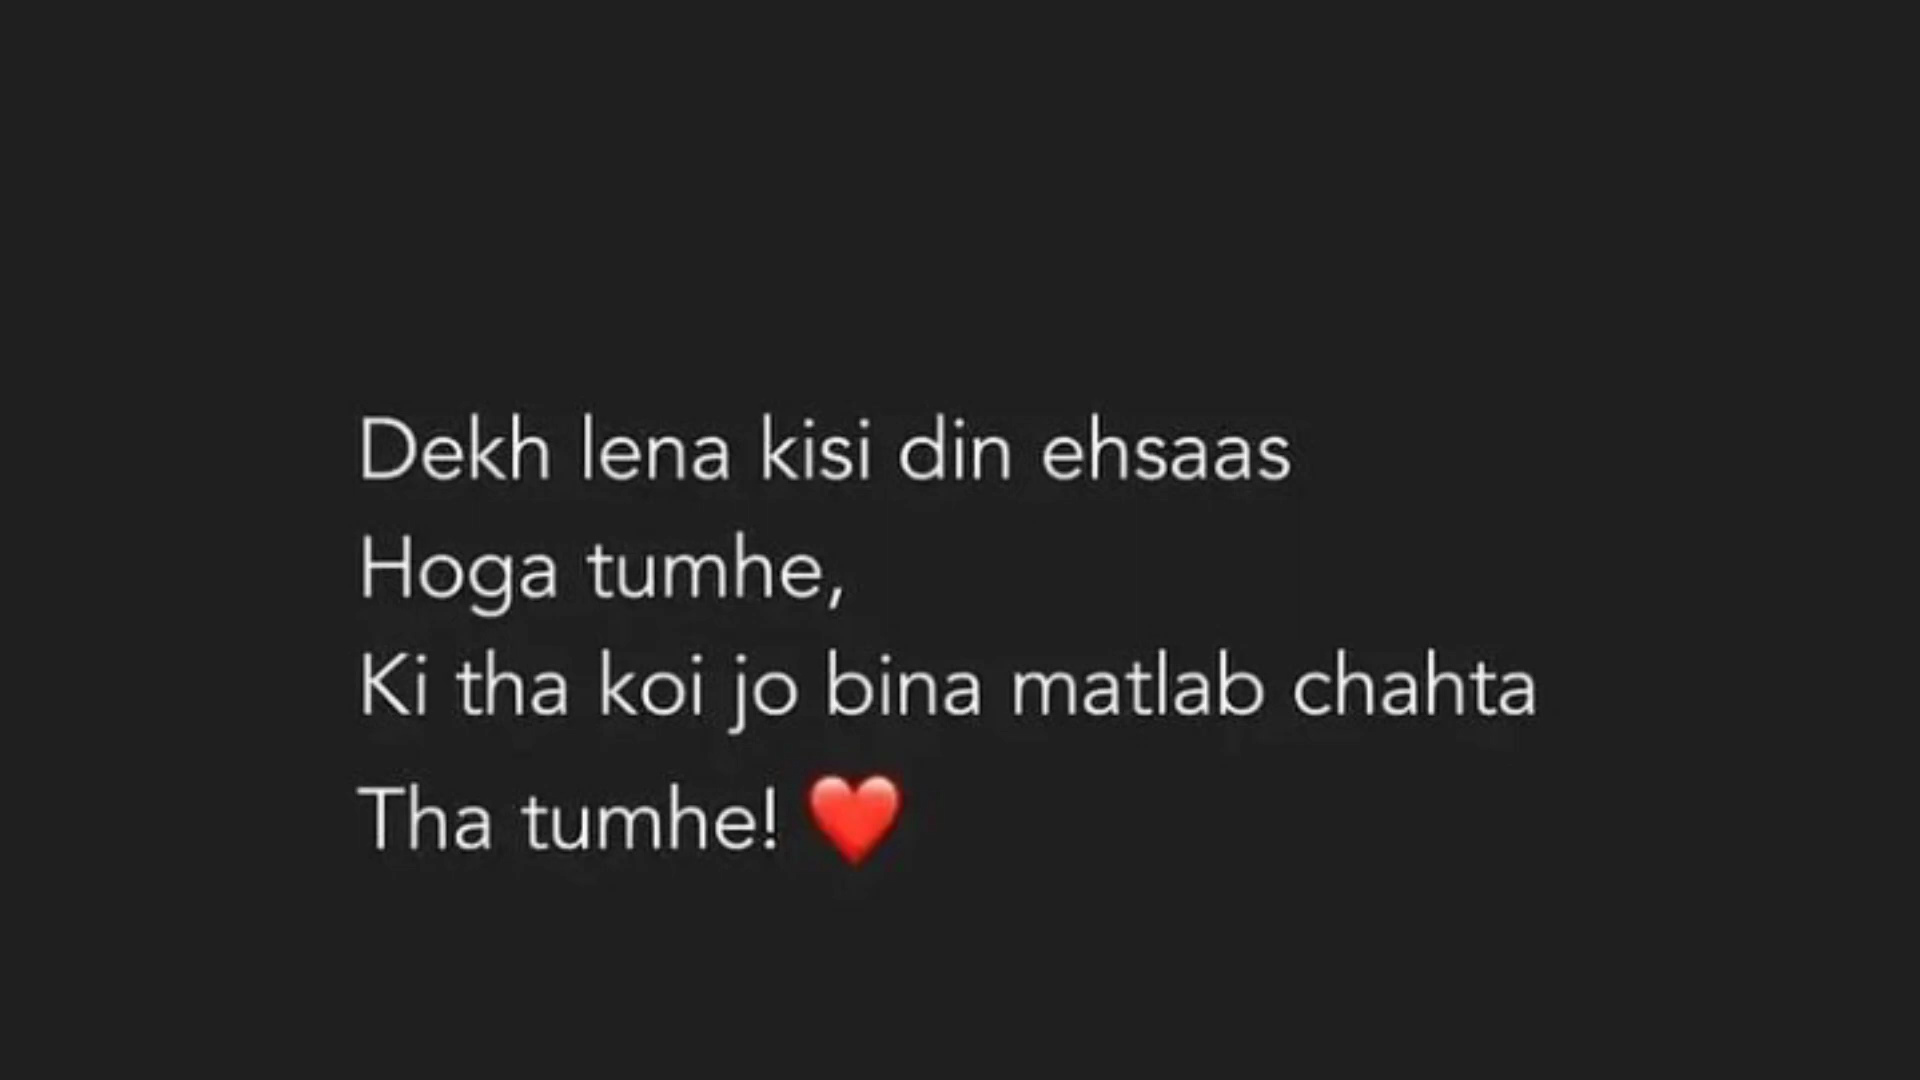 Dekh lena kisi din ehsaas
Hoga tumhe,
Ki tha koi jo bina matlab chahta
Tha tumhe! ❤️